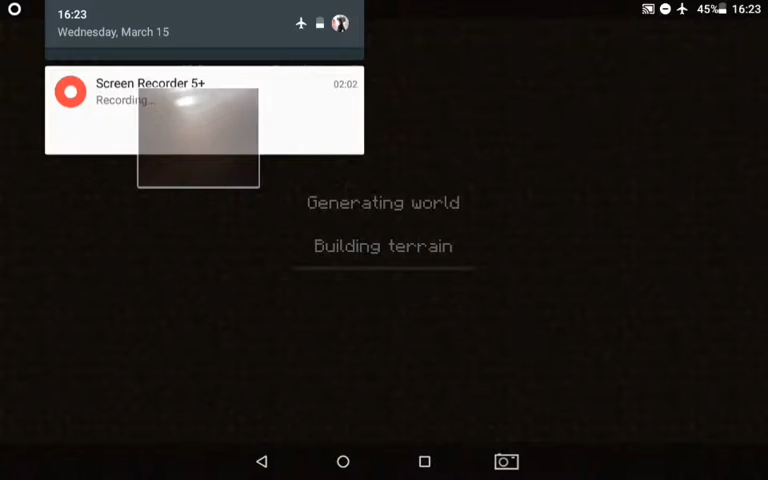 16:23
Wednesday, March 15
45% 16:23
Screen Recorder 5+
02:02
Recording...
Generating world
Building terrain